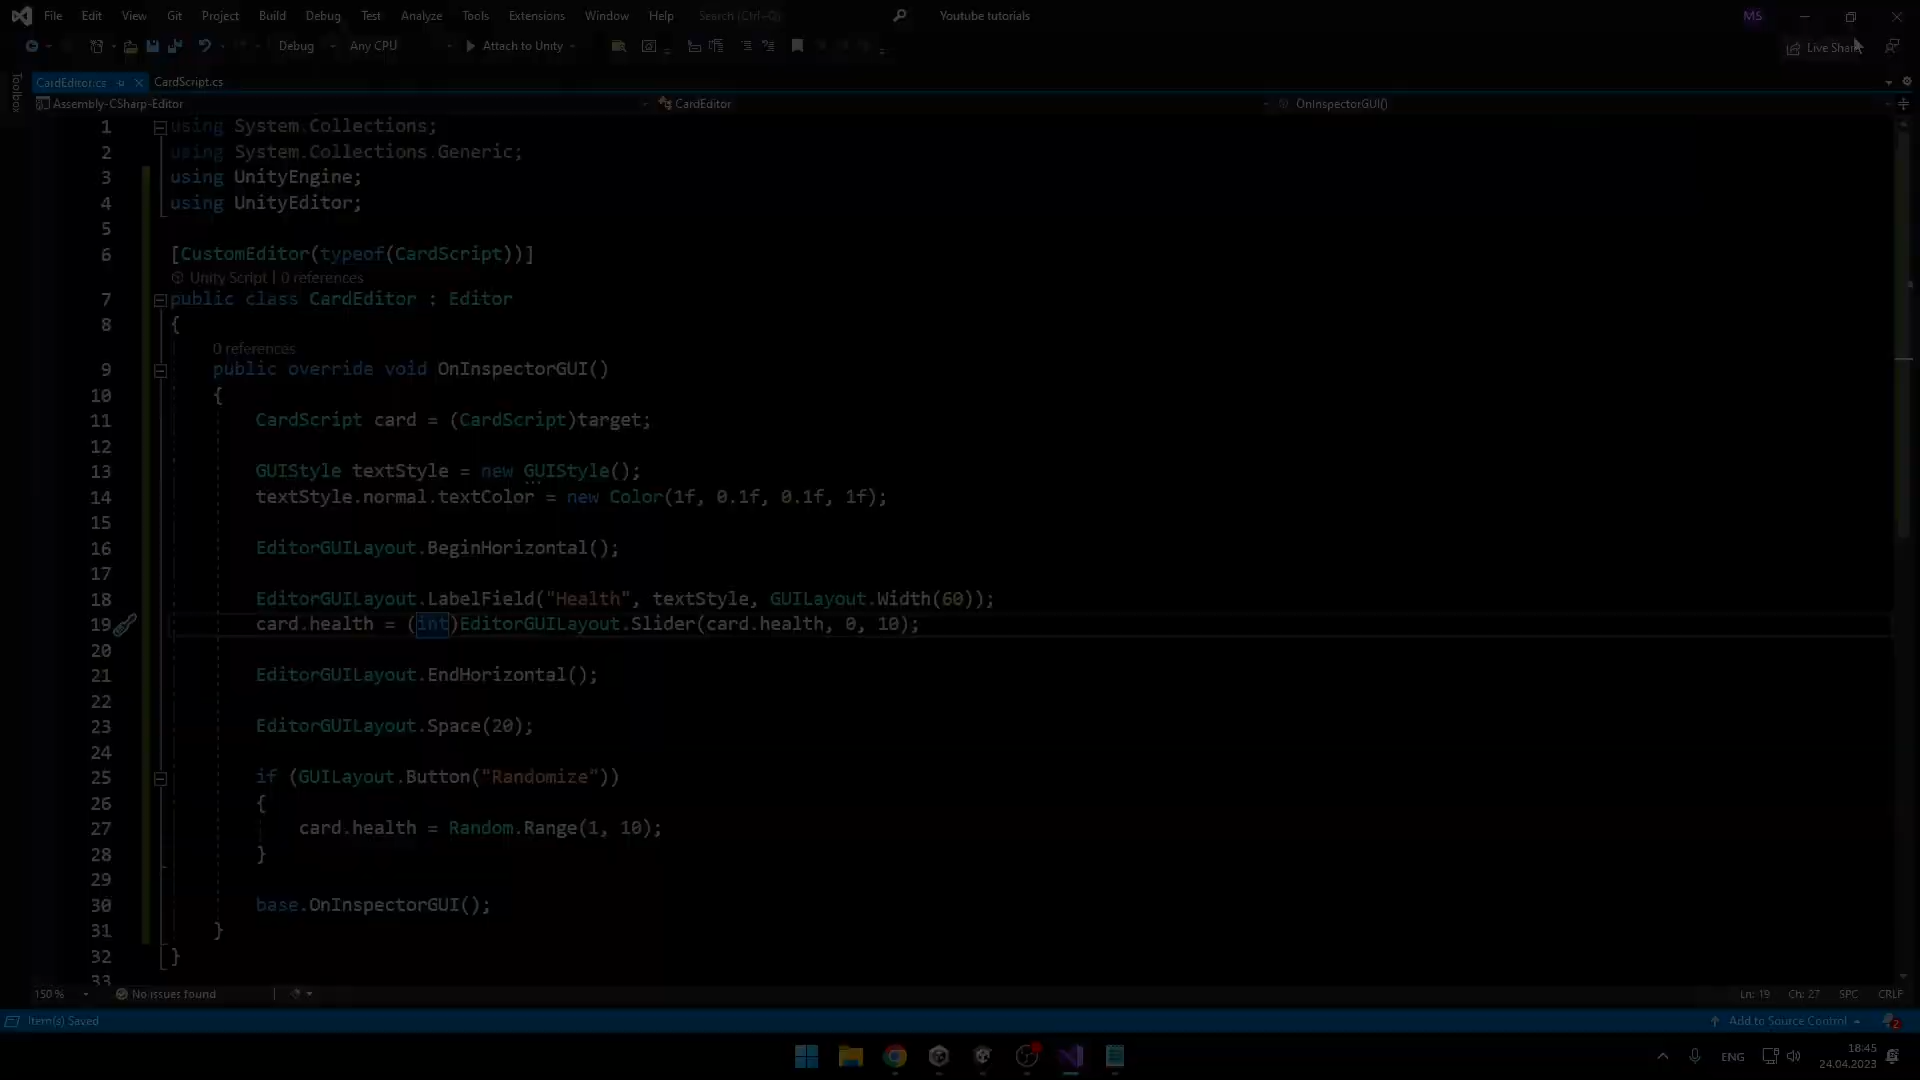 File Edit View Git Project Build Debug Test Analyze Tools Extensions Window Help Search (Ctrl+Q) Youtube tutorials MS
Debug Any CPU Attach to Unity Live Share
Toolbox
CardEditor.cs CardScript.cs
Assembly-CSharp-Editor CardEditor OnInspectorGUI()
1 using System.Collections;
2 using System.Collections.Generic;
3 using UnityEngine;
4 using UnityEditor;
5
6 [CustomEditor(typeof(CardScript))]
Unity Script | 0 references
7 public class CardEditor : Editor
8 {
0 references
9 public override void OnInspectorGUI()
10 {
11 CardScript card = (CardScript)target;
12
13 GUIStyle textStyle = new GUIStyle();
14 textStyle.normal.textColor = new Color(1f, 0.1f, 0.1f, 1f);
15
16 EditorGUILayout.BeginHorizontal();
17
18 EditorGUILayout.LabelField("Health", textStyle, GUILayout.Width(60));
19 card.health = (int)EditorGUILayout.Slider(card.health, 0, 10);
20
21 EditorGUILayout.EndHorizontal();
22
23 EditorGUILayout.Space(20);
24
25 if (GUILayout.Button("Randomize"))
26 {
27 card.health = Random.Range(1, 10);
28 }
29
30 base.OnInspectorGUI();
31 }
32 }
33
150 % No issues found Ln: 19 Ch: 27 SPC CRLF
Item(s) Saved Add to Source Control 2
ENG 18:45
24.04.2023